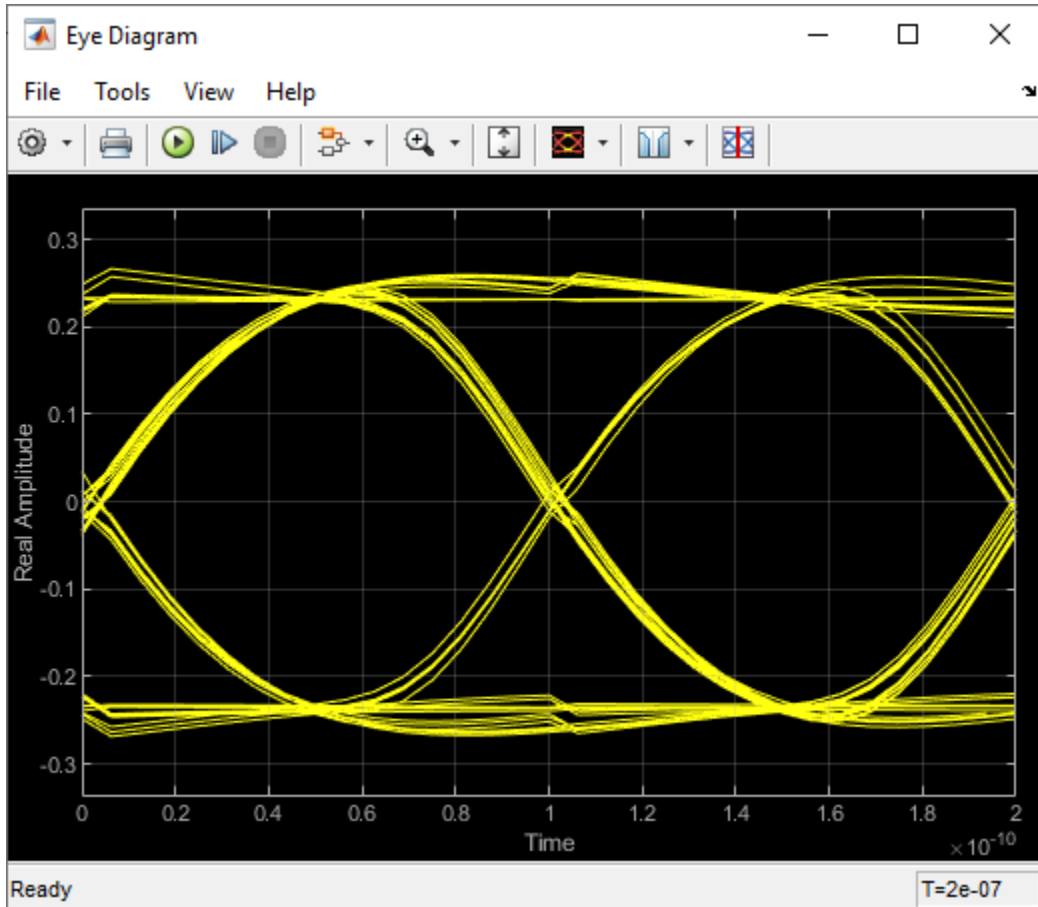 Eye Diagram
File Tools View Help
0.3
0.2
0.1
0
-0.1
-0.2
-0.3
Real Amplitude
0 0.2 0.4 0.6 0.8 1 1.2 1.4 1.6 1.8 2
Time
×10⁻¹⁰
Ready T=2e-07